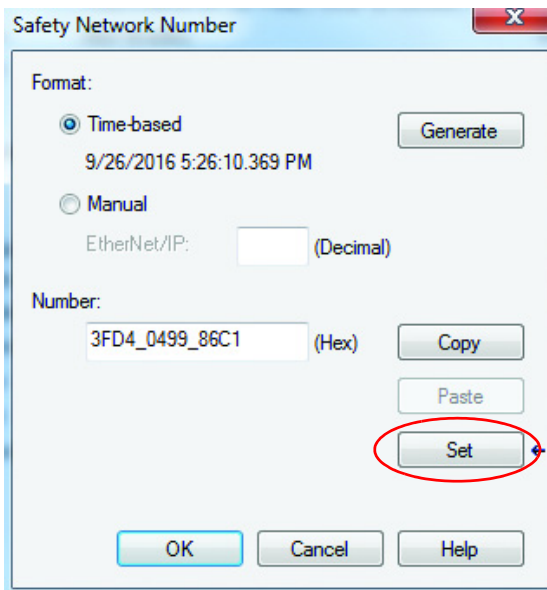 Safety Network Number
Format:
Time-based
Generate
9/26/2016 5:26:10.369 PM
Manual
EtherNet/IP:
(Decimal)
Number:
3FD4_0499_86C1
(Hex)
Copy
Paste
Set
OK
Cancel
Help